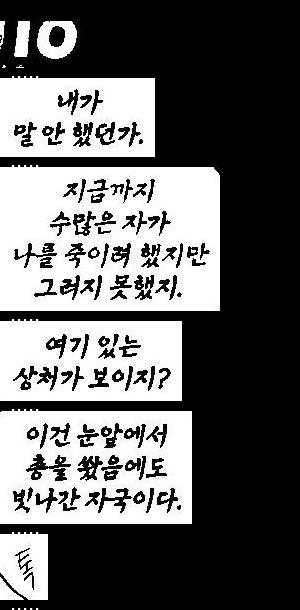 내가
말 안 했던가.
지금까지
수많은 자가
나를 죽이려 했지만
그러지 못했지.
여기 있는
상처가 보이지?
이건 눈앞에서
총을 쐈음에도
빗나간 자국이다.
톡